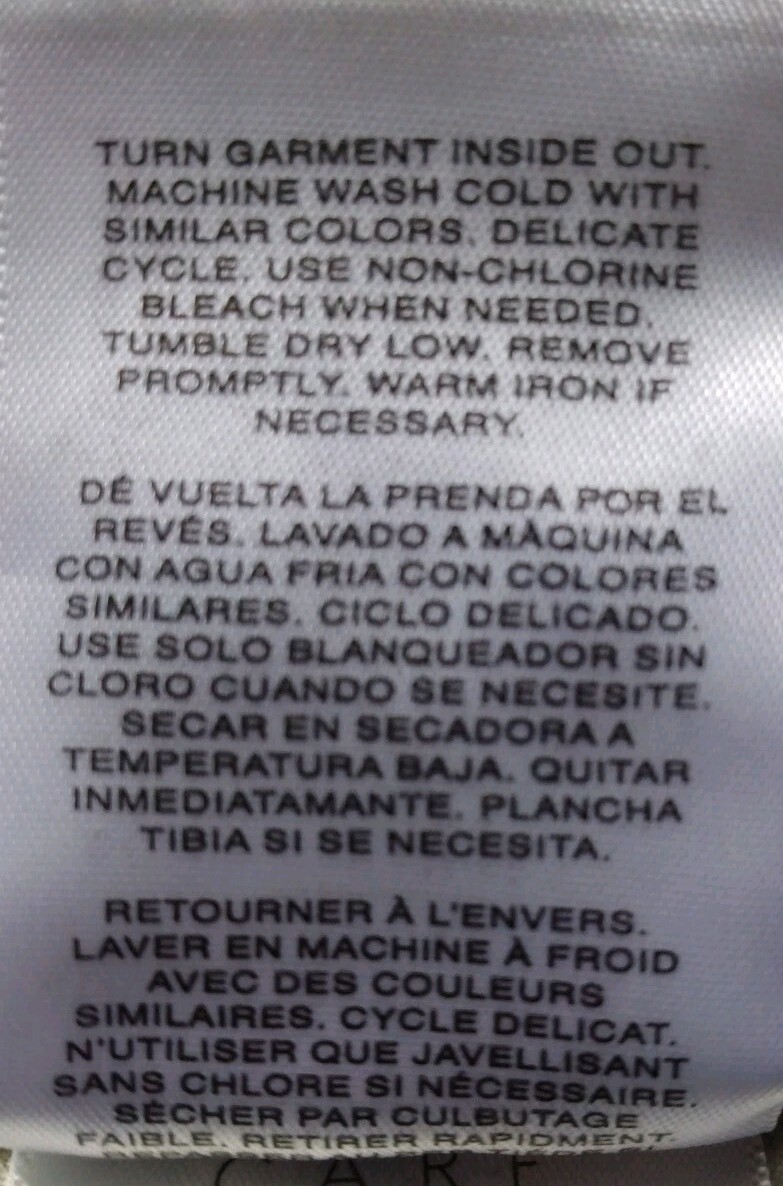 TURN GARMENT INSIDE OUT.
MACHINE WASH COLD WITH
SIMILAR COLORS. DELICATE
CYCLE. USE NON-CHLORINE
BLEACH WHEN NEEDED.
TUMBLE DRY LOW. REMOVE
PROMPTLY. WARM IRON IF
NECESSARY.
DÉ VUELTA LA PRENDA POR EL
REVÉS. LAVADO A MÀQUINA
CON AGUA FRIA CON COLORES
SIMILARES. CICLO DELICADO.
USE SOLO BLANQUEADOR SIN
CLORO CUANDO SE NECESITE.
SECAR EN SECADORA A
TEMPERATURA BAJA. QUITAR
INMEDIATAMANTE. PLANCHA
TIBIA SI SE NECESITA.
RETOURNER À L'ENVERS.
LAVER EN MACHINE À FROID
AVEC DES COULEURS
SIMILAIRES. CYCLE DELICAT.
N'UTILISER QUE JAVELLISANT
SANS CHLORE SI NÉCESSAIRE.
SÈCHER PAR CULBUTAGE
FAIBLE. RETIRER RAPIDMENT.
CARE